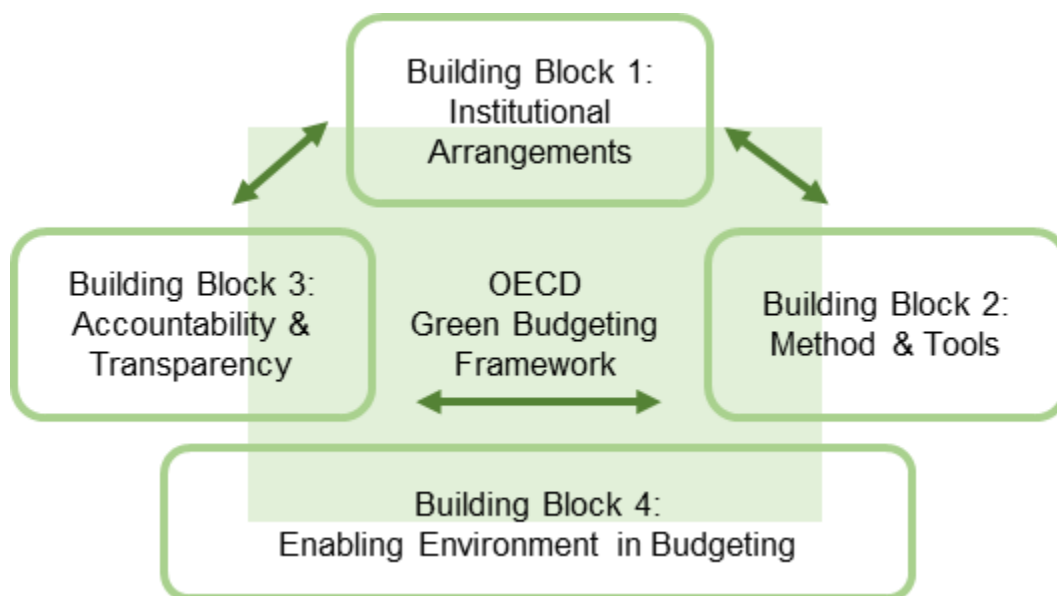 Building Block 1:
Institutional
Arrangements
Building Block 3:
Accountability &
Transparency
OECD
Green Budgeting
Framework
Building Block 2:
Method & Tools
Building Block 4:
Enabling Environment in Budgeting